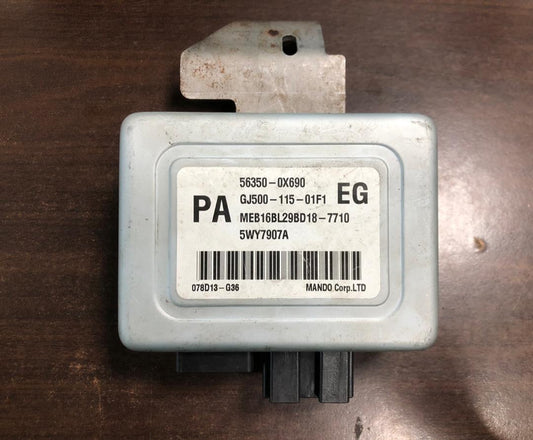 56350-0X690
PA GJ500-115-01F1 EG
MEB16BL29BD18-7710
5WY7907A
078D13-G36 MANDO Corp.LTD